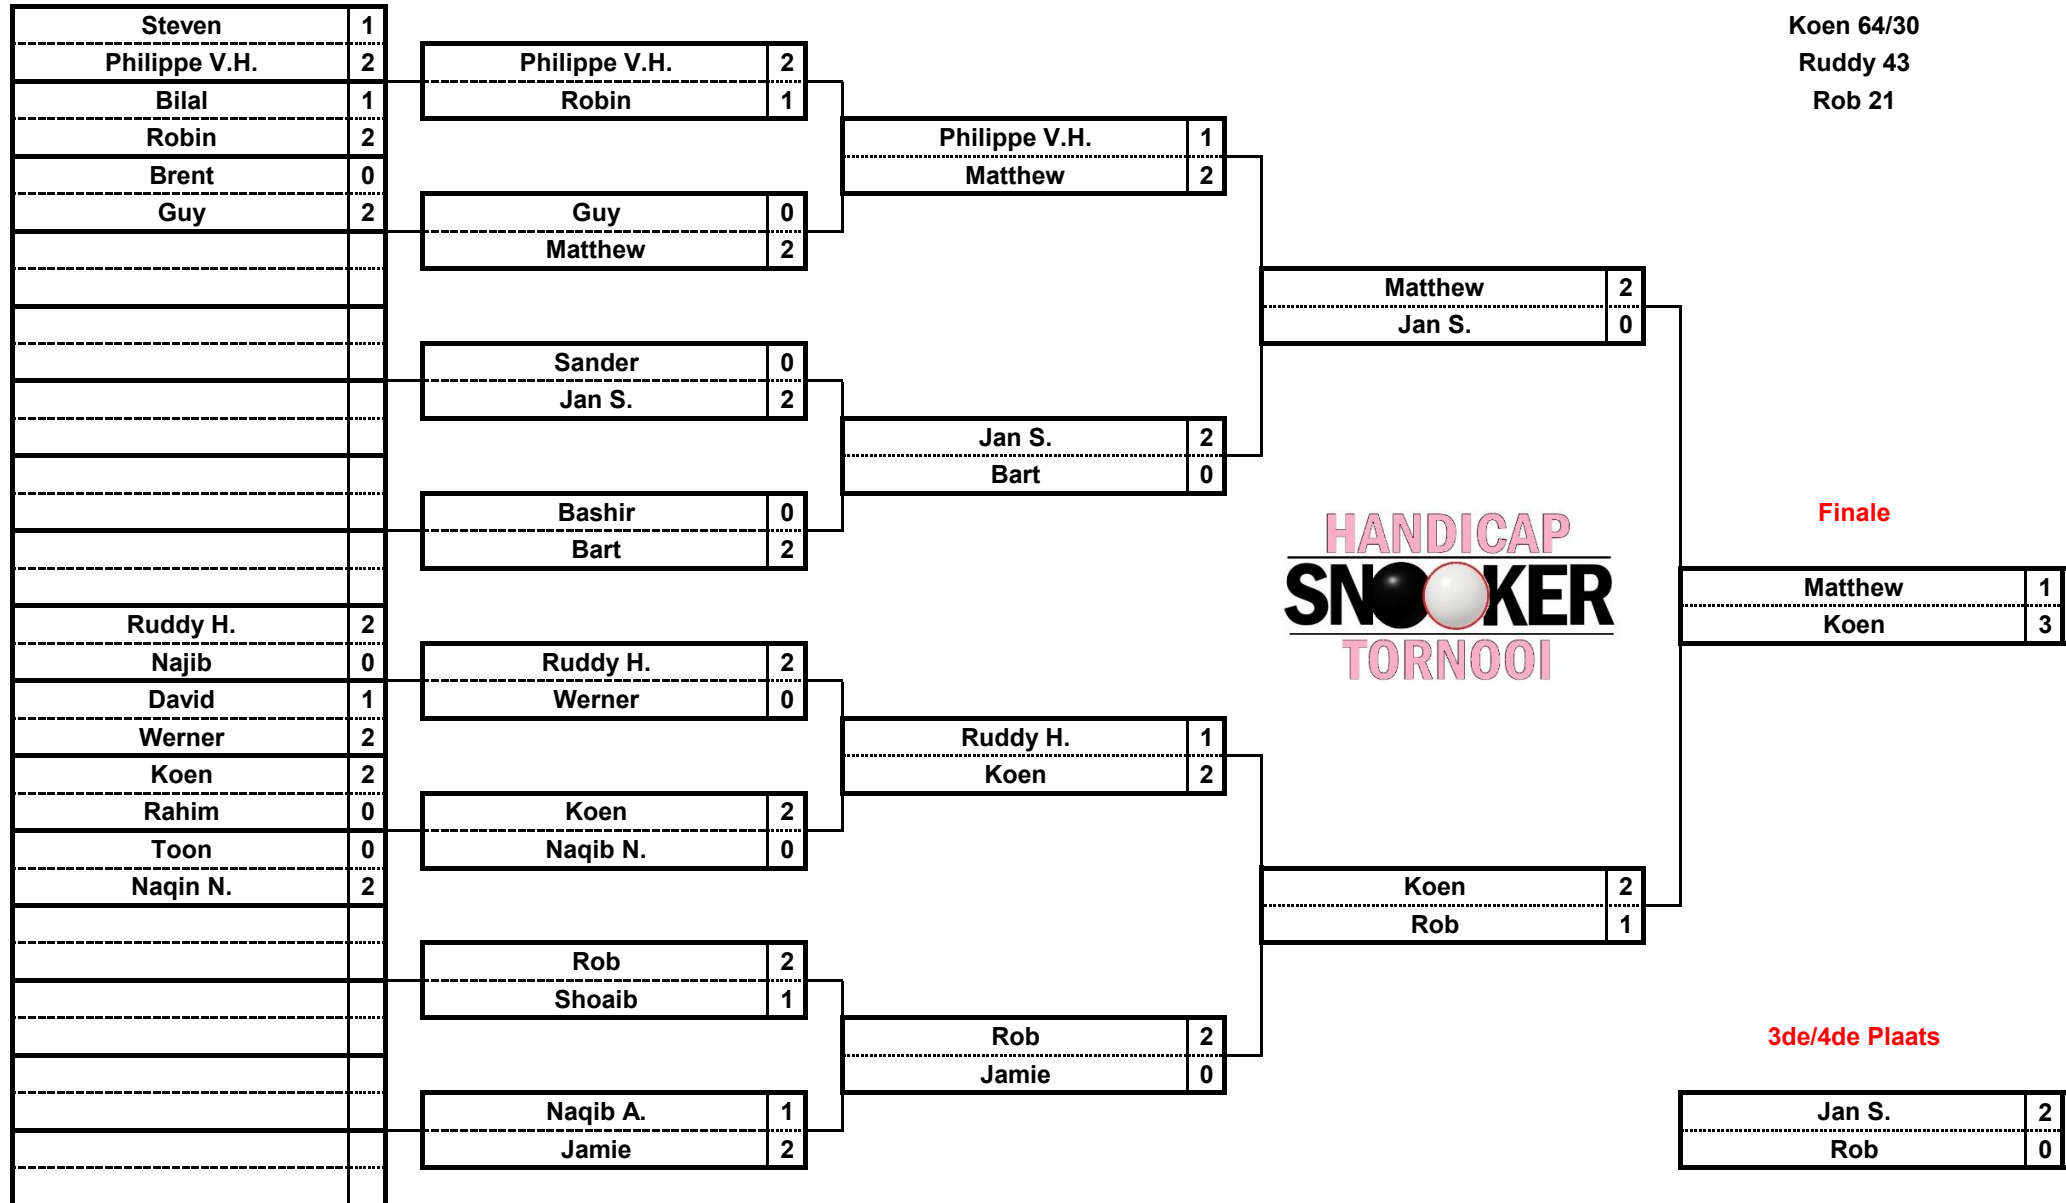 Steven 1
Philippe V.H. 2
Bilal 1
Robin 2
Brent 0
Guy 2
Ruddy H. 2
Najib 0
David 1
Werner 2
Koen 2
Rahim 0
Toon 0
Naqin N. 2
Philippe V.H. 2
Robin 1
Guy 0
Matthew 2
Sander 0
Jan S. 2
Bashir 0
Bart 2
Ruddy H. 2
Werner 0
Koen 2
Naqib N. 0
Rob 2
Shoaib 1
Naqib A. 1
Jamie 2
Philippe V.H. 1
Matthew 2
Jan S. 2
Bart 0
Ruddy H. 1
Koen 2
Rob 2
Jamie 0
Matthew 2
Jan S. 0
HANDICAP
SNOOKER
TORNOOI
Koen 2
Rob 1
Koen 64/30
Ruddy 43
Rob 21
Finale
Matthew 1
Koen 3
3de/4de Plaats
Jan S. 2
Rob 0